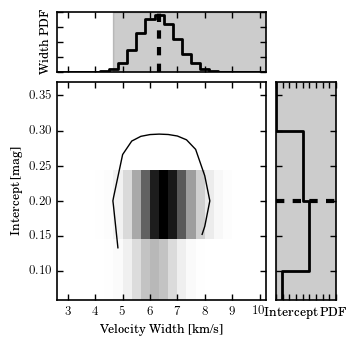 Width PDF
0.35
0.30
0.25
0.20
0.15
0.10
Intercept [mag]
3 4 5 6 7 8 9 10
Velocity Width [km/s]
Intercept PDF